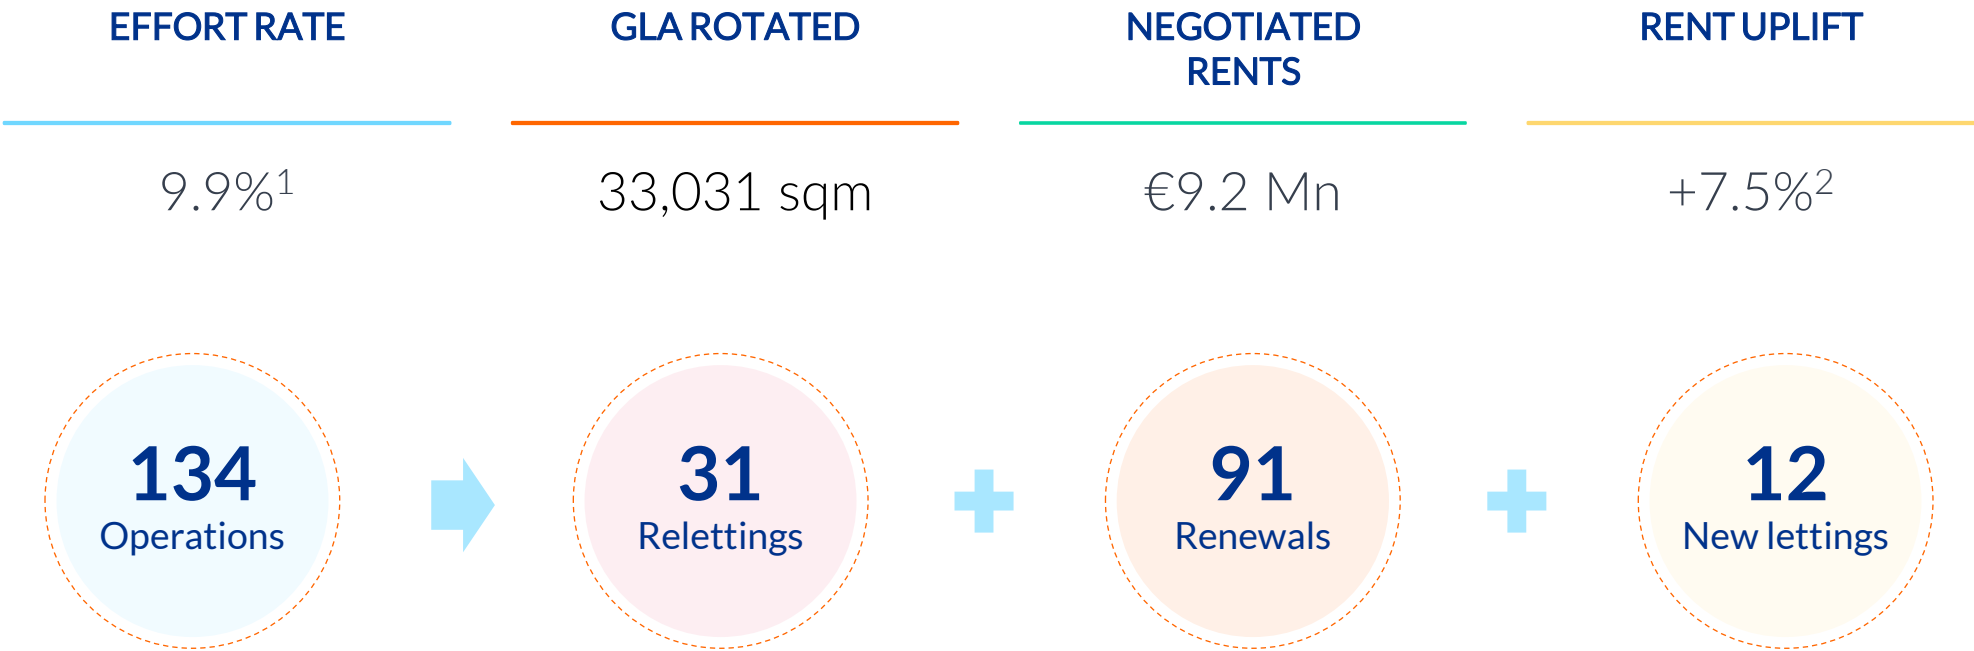 EFFORT RATE
GLA ROTATED
NEGOTIATED
RENTS
RENT UPLIFT
9.9%¹
33,031 sqm
€9.2 Mn
+7.5%²
134
Operations
31
Relettings
91
Renewals
12
New lettings